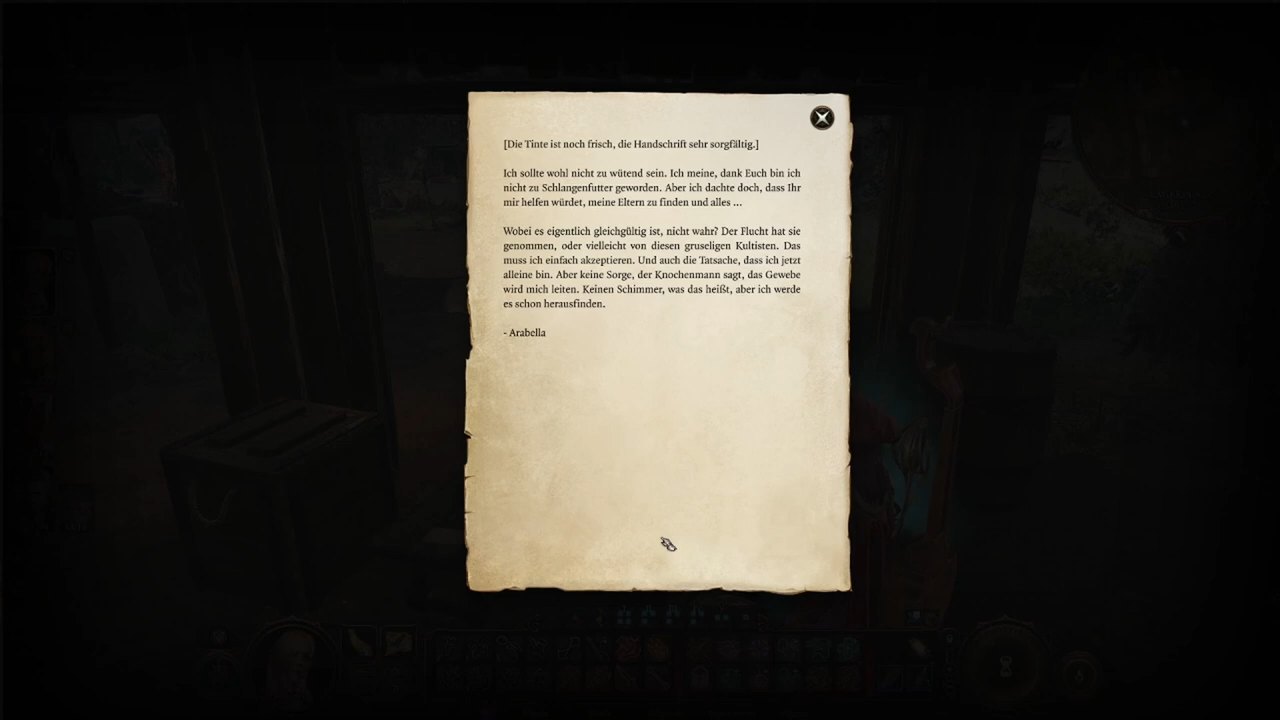 [Die Tinte ist noch frisch, die Handschrift sehr sorgfältig.]
Ich sollte wohl nicht zu wütend sein. Ich meine, dank Euch bin ich
nicht zu Schlangenfutter geworden. Aber ich dachte doch, dass Ihr
mir helfen würdet, meine Eltern zu finden und alles ...
Wobei es eigentlich gleichgültig ist, nicht wahr? Der Flucht hat sie
genommen, oder vielleicht von diesen gruseligen Kultisten. Das
muss ich einfach akzeptieren. Und auch die Tatsache, dass ich jetzt
alleine bin. Aber keine Sorge, der Knochenmann sagt, das Gewebe
wird mich leiten. Keinen Schimmer, was das heißt, aber ich werde
es schon herausfinden.
- Arabella